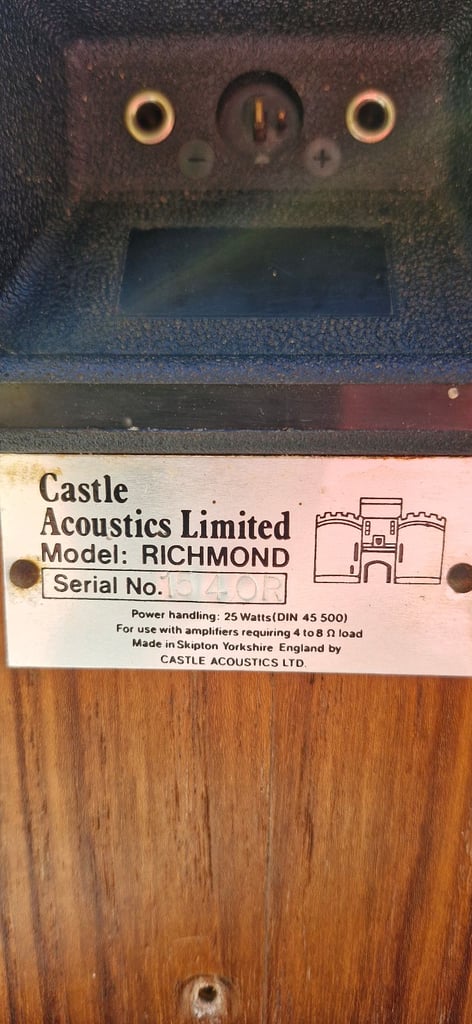 - +
Castle
Acoustics Limited
Model: RICHMOND
Serial No. 15140R
Power handling: 25 Watts (DIN 45 500)
For use with amplifiers requiring 4 to 8 Ω load
Made in Skipton Yorkshire England by
CASTLE ACOUSTICS LTD.